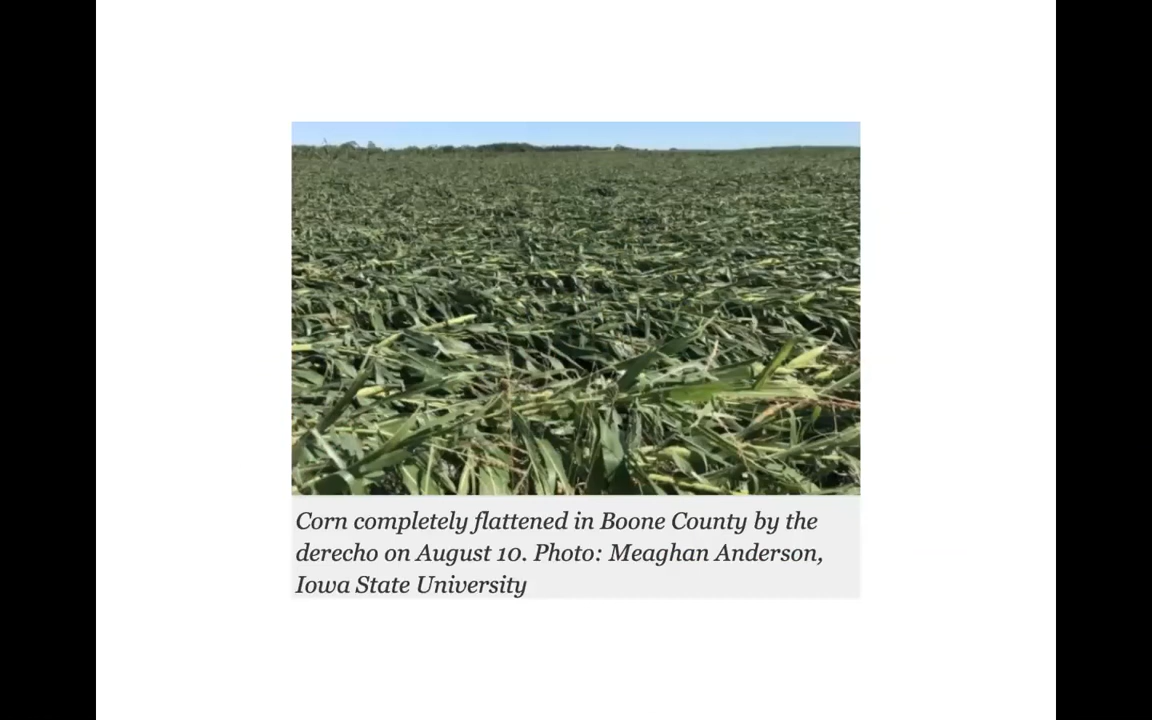 Corn completely flattened in Boone County by the
derecho on August 10. Photo: Meaghan Anderson,
Iowa State University